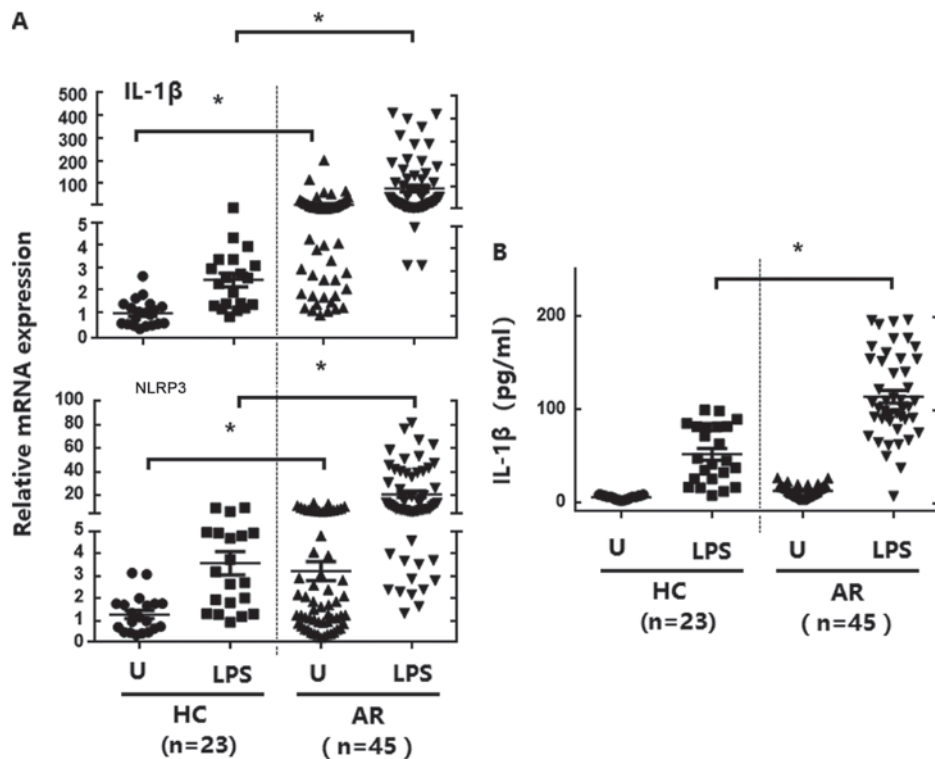 A
*
IL-1β
*
500
400
300
200
100
5
4
3
2
1
0
Relative mRNA expression
NLRP3
*
*
100
80
60
40
20
5
4
3
2
1
0
U LPS U LPS
HC AR
(n=23) ( n=45 )
B
*
IL-1β (pg/ml)
200
100
0
U LPS U LPS
HC AR
(n=23) ( n=45 )